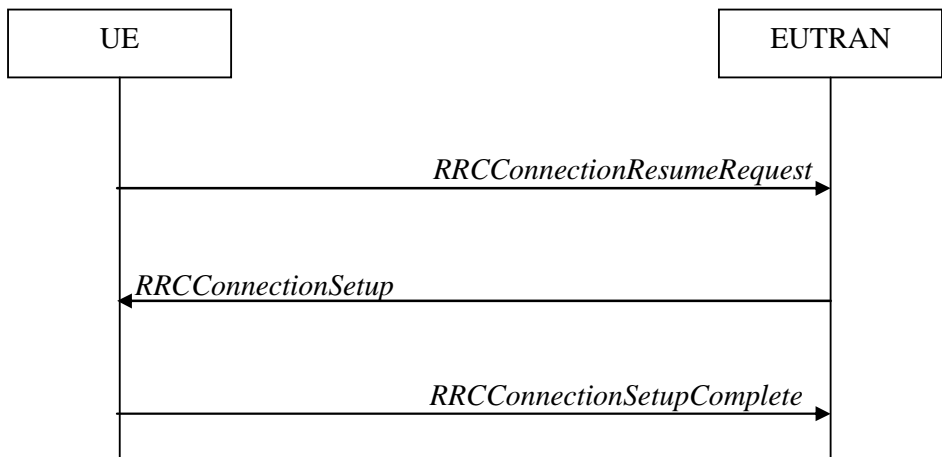 UE
EUTRAN
RRCConnectionResumeRequest
RRCConnectionSetup
RRCConnectionSetupComplete